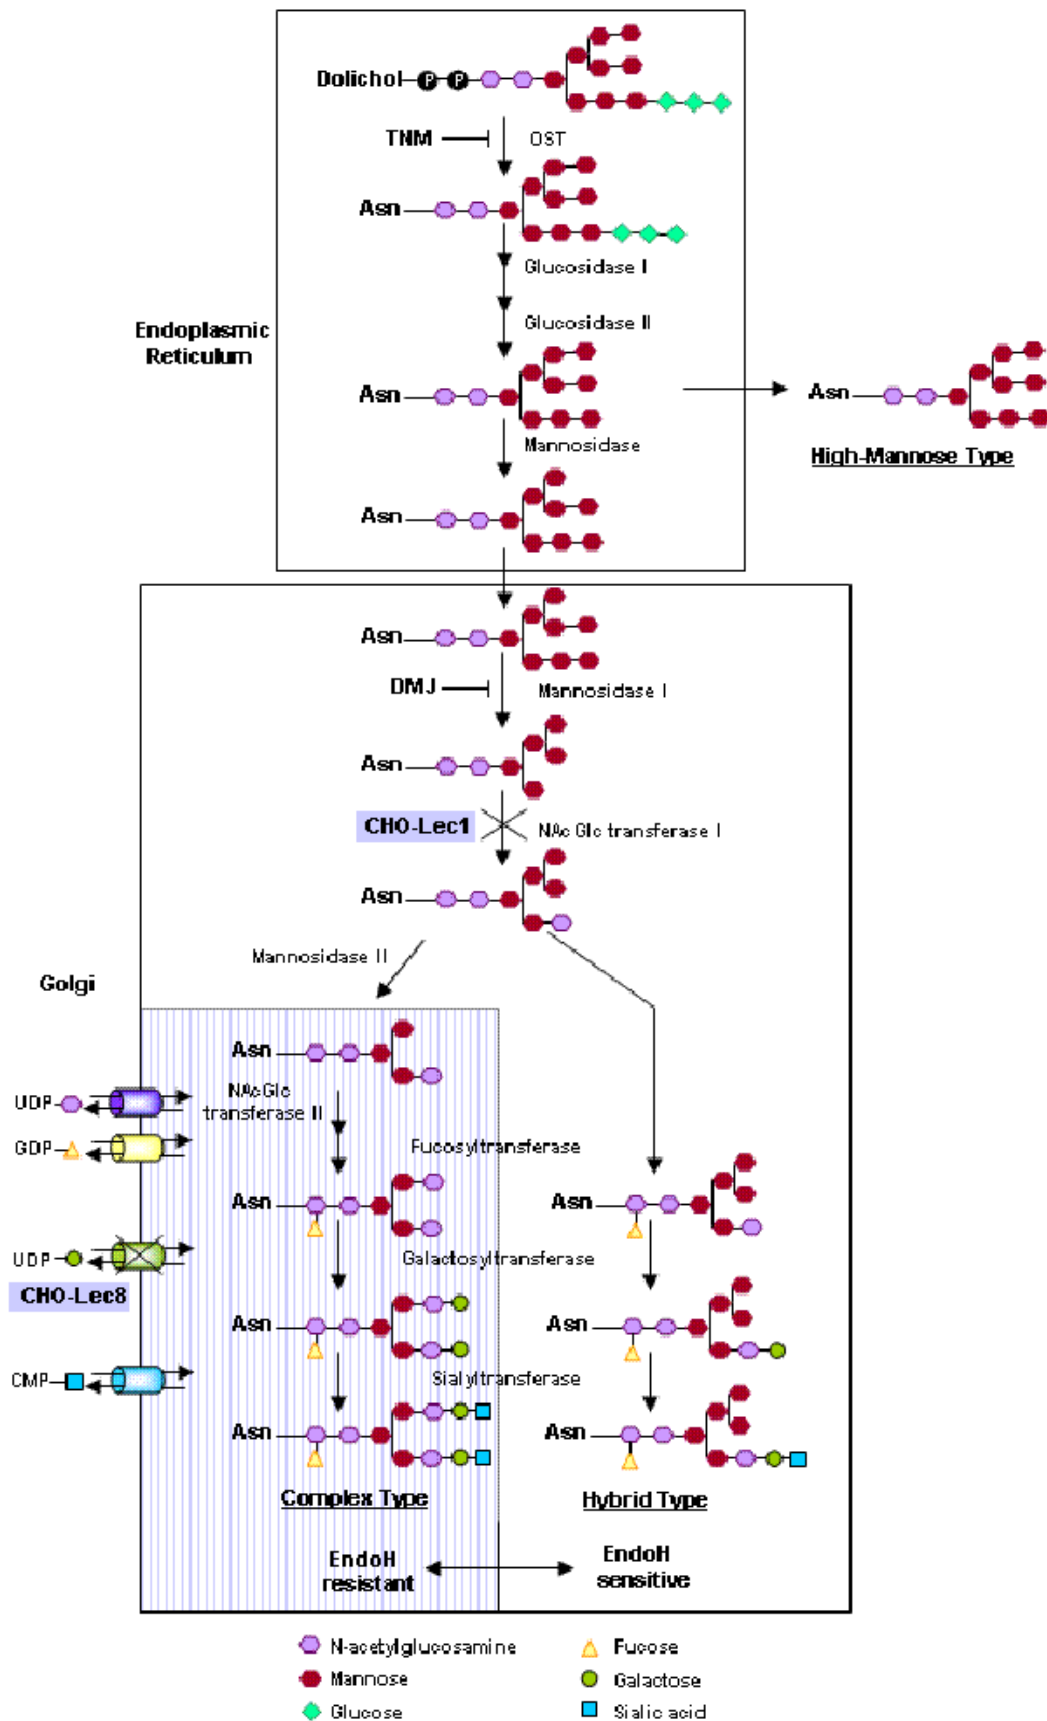 Dolichol
P
P
TNM
OST
Asn
Glucosidase I
Glucosidase II
Endoplasmic
Reticulum
Asn
Asn
High-Mannose Type
Mannosidase
Asn
Asn
DMJ
Mannosidase I
Asn
CHO-Lec1
NAcGlc transferase I
Asn
Mannosidase II
Golgi
Asn
UDP
NAcGlc
transferase II
GDP
Fucosyltransferase
Asn
Asn
UDP
Galactosyltransferase
CHO-Lec8
Asn
Asn
CMP
Sialyltransferase
Asn
Asn
Complex Type
Hybrid Type
EndoH
resistant
EndoH
sensitive
N-acetylglucosamine
Fucose
Mannose
Galactose
Glucose
Sialic acid